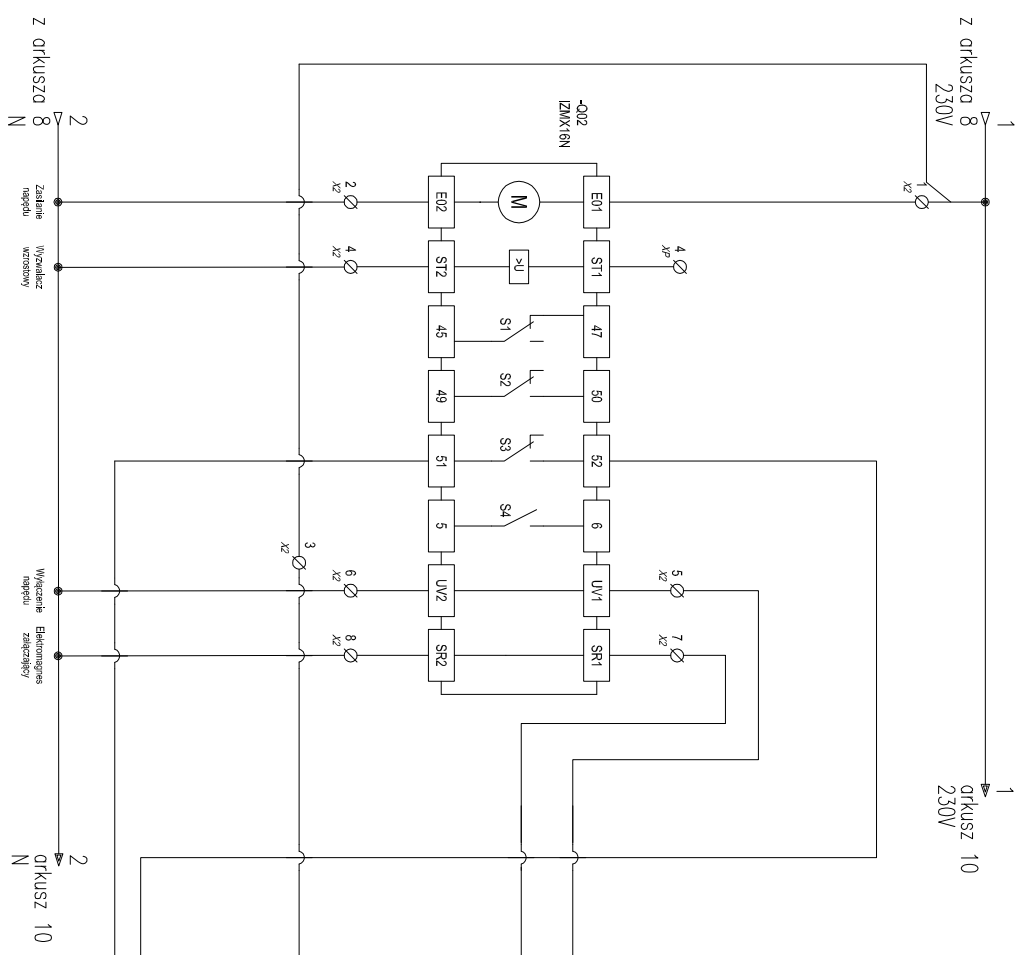 1
z arkusza 8
230V
1
arkusz 10
230V
1
X2
4
XP
5
X2
7
X2
-Q02
IZMX16N
E01
ST1
47
50
52
6
UV1
SR1
M
>U
S1
S2
S3
S4
E02
ST2
45
49
51
5
UV2
SR2
2
X2
4
X2
6
X2
8
X2
3
X2
2
z arkusza 8
N
2
arkusz 10
N
Zasilanie
napędu
Wyzwalacz
wzrostowy
Wyłączenie
napędu
Elektromagnes
załączający